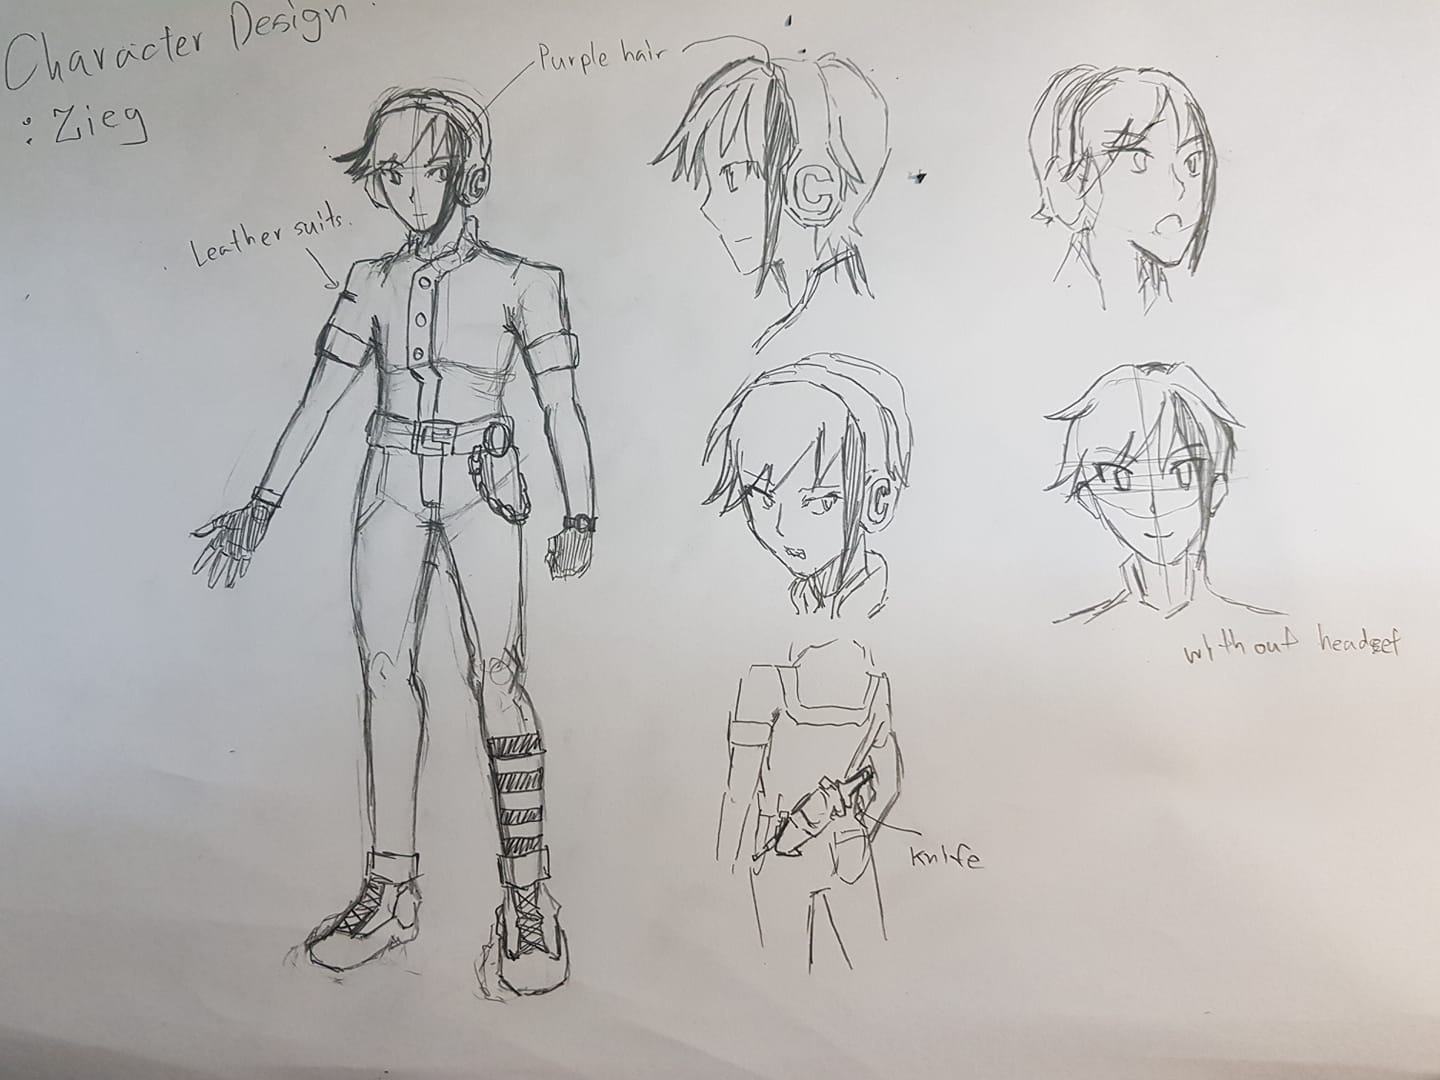 Character Design
: Zieg
Purple hair
Leather suits.
without headset
knife